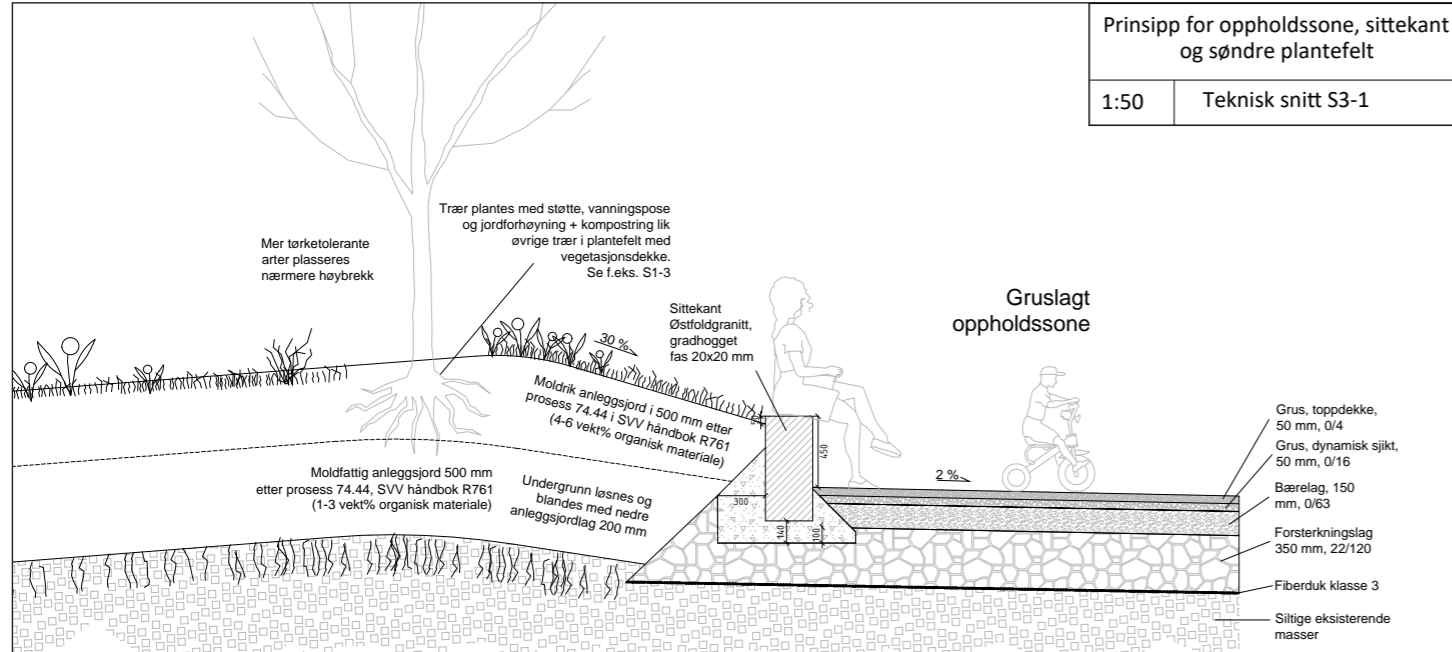 Prinsipp for oppholdssone, sittekant
og søndre plantefelt
1:50
Teknisk snitt S3-1
Trær plantes med støtte, vanningspose
og jordforhøyning + kompostring lik
øvrige trær i plantefelt med
vegetasjonsdekke.
Se f.eks. S1-3
Mer tørketolerante
arter plasseres
nærmere høybrekk
Sittekant
Østfoldgranitt,
gradhogget
fas 20x20 mm
Gruslagt
oppholdssone
30 %
Moldrik anleggsjord i 500 mm etter
prosess 74.44 i SVV håndbok R761
(4-6 vekt% organisk materiale)
450
2 %
Grus, toppdekke,
50 mm, 0/4
Grus, dynamisk sjikt,
50 mm, 0/16
Bærelag, 150
mm, 0/63
Forsterkningslag
350 mm, 22/120
Fiberduk klasse 3
Siltige eksisterende
masser
Moldfattig anleggsjord 500 mm
etter prosess 74.44, SVV håndbok R761
(1-3 vekt% organisk materiale)
Undergrunn løsnes og
blandes med nedre
anleggsjordlag 200 mm
300
140
100